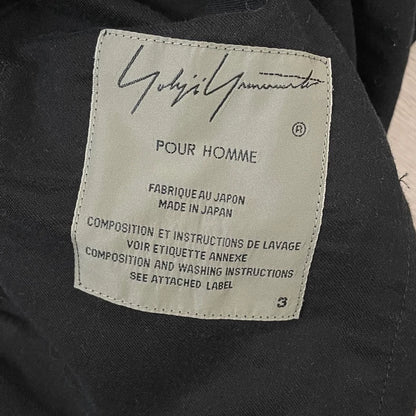 Yohji Yamamoto
®
POUR HOMME
FABRIQUE AU JAPON
MADE IN JAPAN
COMPOSITION ET INSTRUCTIONS DE LAVAGE
VOIR ETIQUETTE ANNEXE
COMPOSITION AND WASHING INSTRUCTIONS
SEE ATTACHED LABEL
3